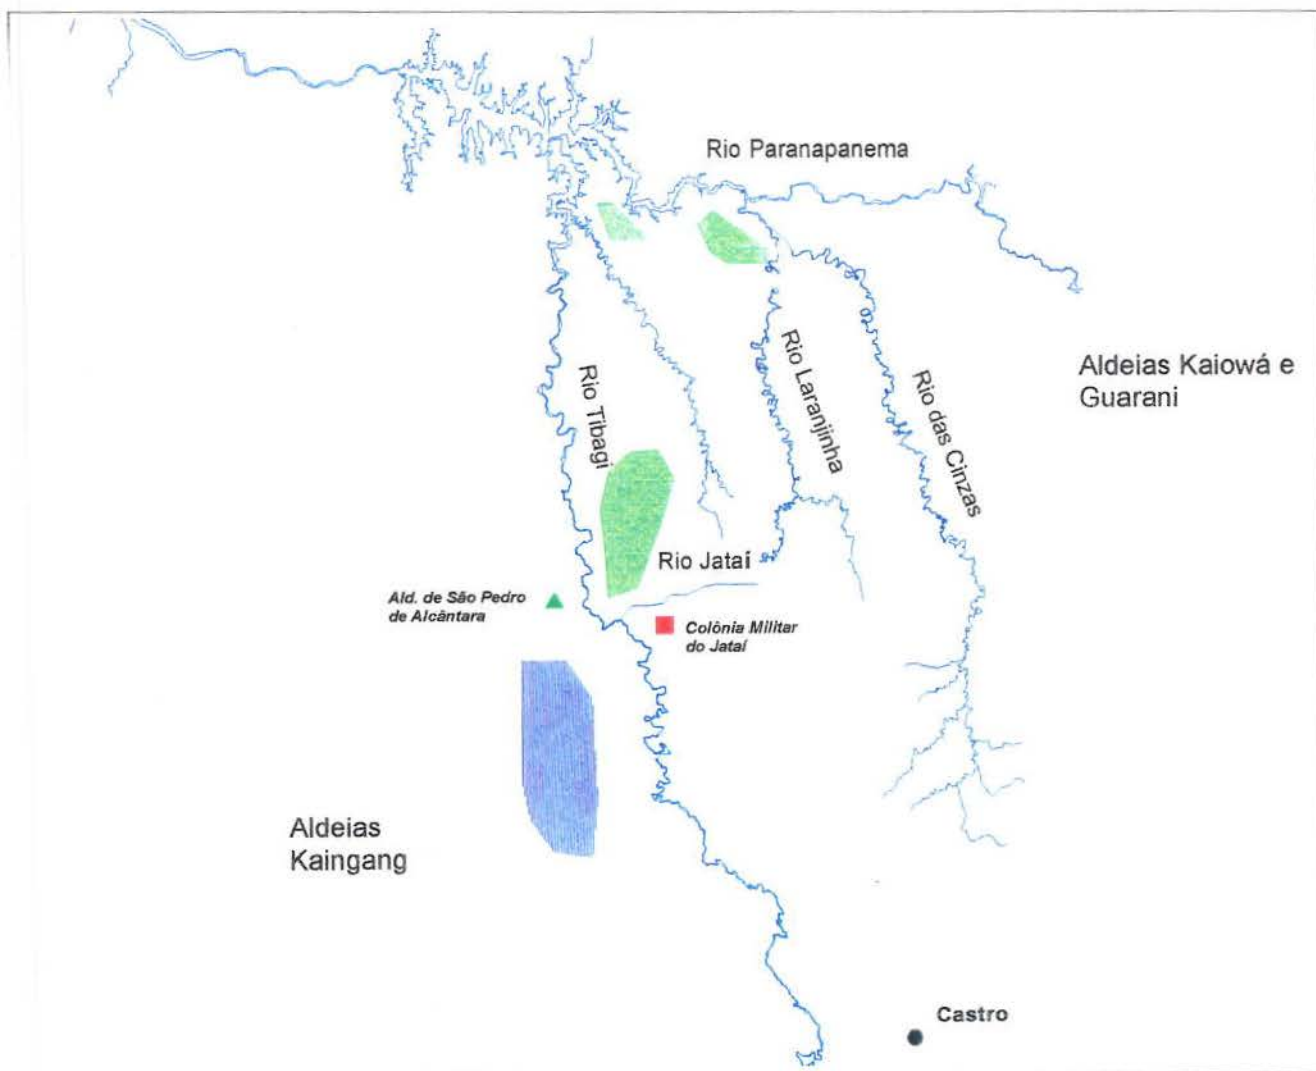 Rio Paranapanema
Rio Tibagi
Rio Laranjinha
Rio das Cinzas
Aldeias Kaiowá e
Guarani
Rio Jataí
Ald. de São Pedro
de Alcântara
Colônia Militar
do Jataí
Aldeias
Kaingang
Castro